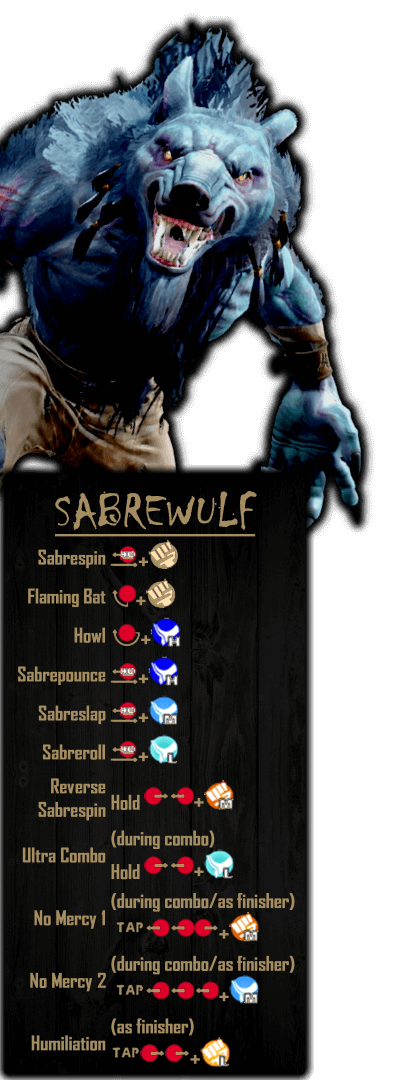 SABREWULF
Sabrespin +
Flaming Bat +
Howl + H
Sabrepounce + H
Sabreslap + M
Sabreroll + L
Reverse
Sabrespin Hold + M
(during combo)
Ultra Combo Hold + L
(during combo/as finisher)
No Mercy 1 TAP + M
(during combo/as finisher)
No Mercy 2 TAP + M
(as finisher)
Humiliation TAP + L